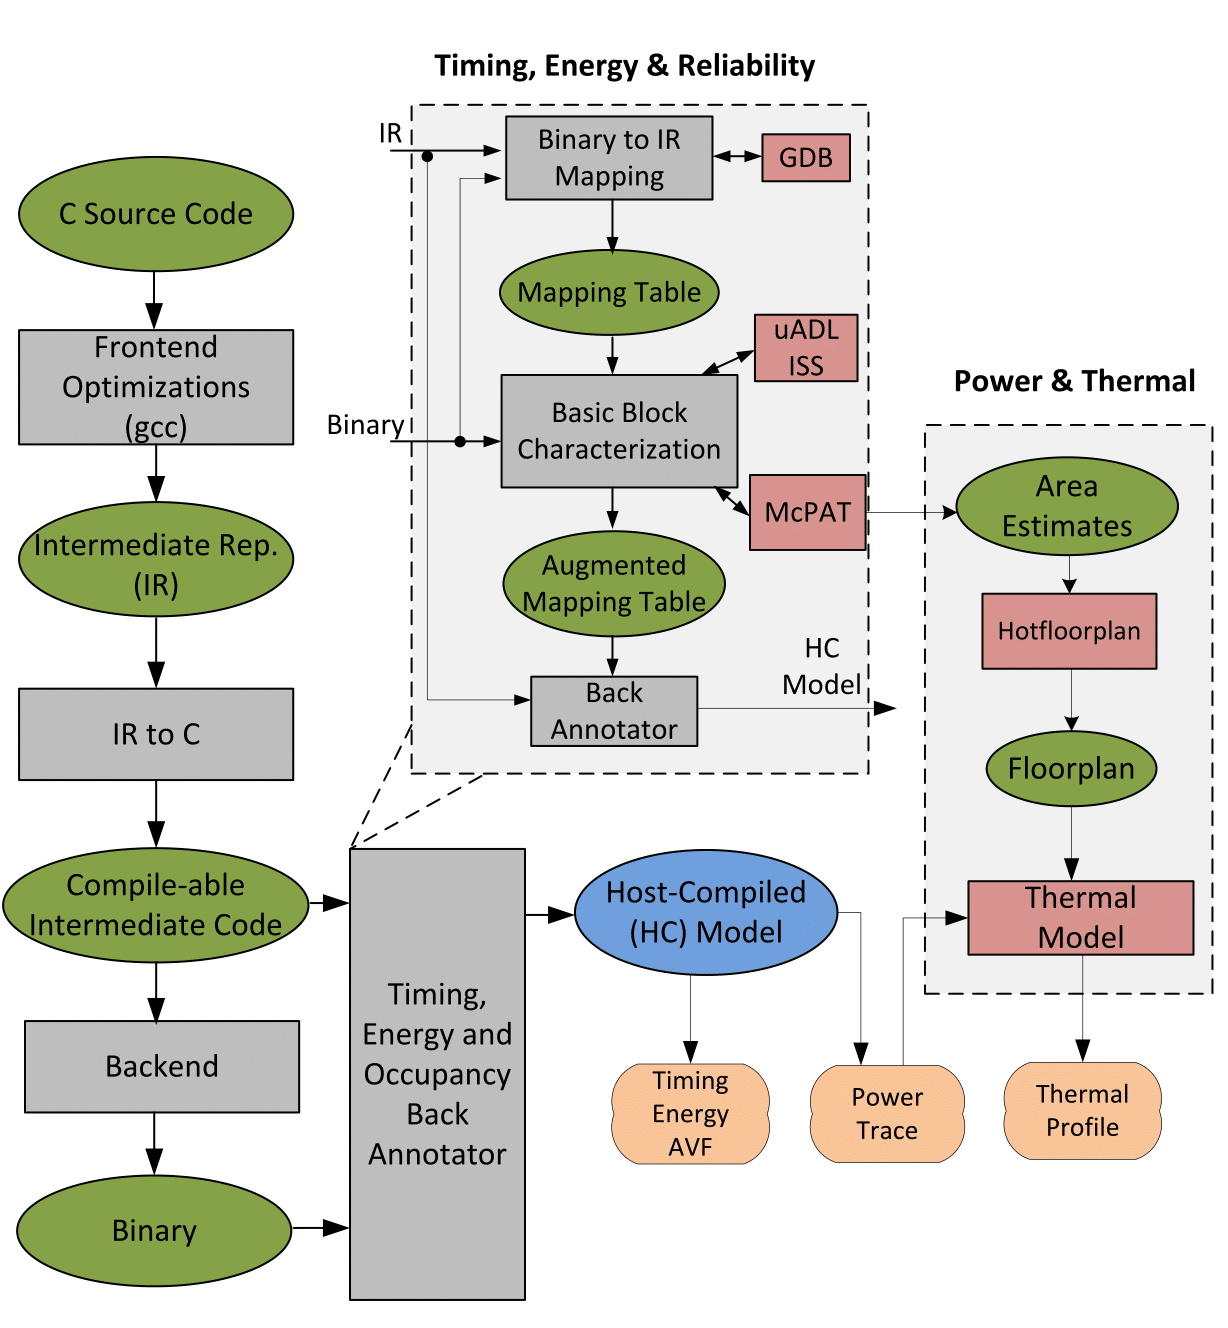 Timing, Energy & Reliability
IR
Binary to IR
Mapping
GDB
C Source Code
Mapping Table
uADL
ISS
Frontend
Optimizations
(gcc)
Power & Thermal
Binary
Basic Block
Characterization
McPAT
Area
Estimates
Intermediate Rep.
(IR)
Augmented
Mapping Table
Hotfloorplan
HC
Model
Back
Annotator
IR to C
Floorplan
Compile-able
Intermediate Code
Host-Compiled
(HC) Model
Thermal
Model
Timing,
Energy and
Occupancy
Back
Annotator
Backend
Timing
Energy
AVF
Power
Trace
Thermal
Profile
Binary